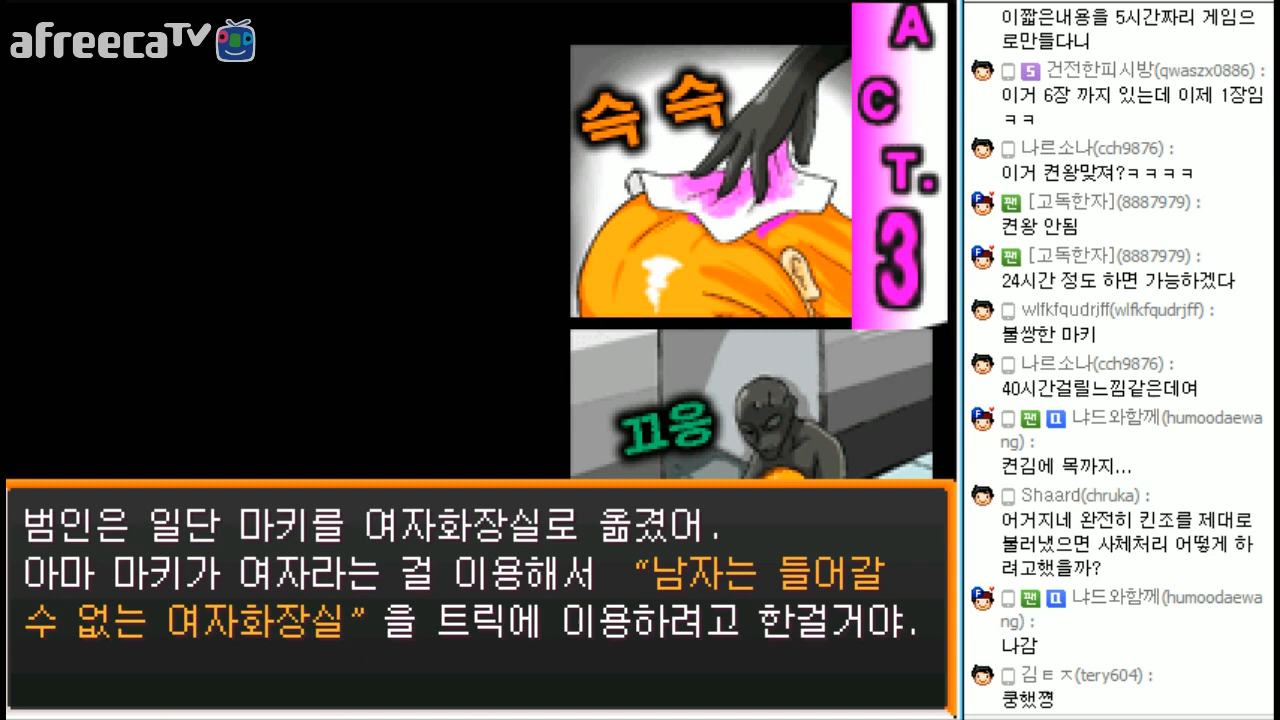 afreecaTV
슥 슥
A
C
T.
3
끄웅
범인은 일단 마키를 여자화장실로 옮겼어.
아마 마키가 여자라는 걸 이용해서 “남자는 들어갈
수 없는 여자화장실” 을 트릭에 이용하려고 한걸거야.
이짧은내용을 5시간짜리 게임으
로만들다니
5 건전한피시방(qwaszx0886) :
이거 6장 까지 있는데 이제 1장임
ㅋㅋ
나르소나(cch9876) :
이거 켠왕맞져?ㅋㅋㅋㅋ
팬 [고독한자](8887979) :
켠왕 안됨
팬 [고독한자](8887979) :
24시간 정도 하면 가능하겠다
wlfkfqudrjff(wlfkfqudrjff) :
불쌍한 마키
나르소나(cch9876) :
40시간걸릴느낌같은데여
팬 냐드와함께(humoodaewa
ng) :
켠김에 목까지...
Shaard(chruka) :
어거지네 완전히 킨조를 제대로
불러냈으면 사체처리 어떻게 하
려고했을까?
팬 냐드와함께(humoodaewa
ng) :
나감
김ㅌㅈ(tery604) :
쿵했쪙